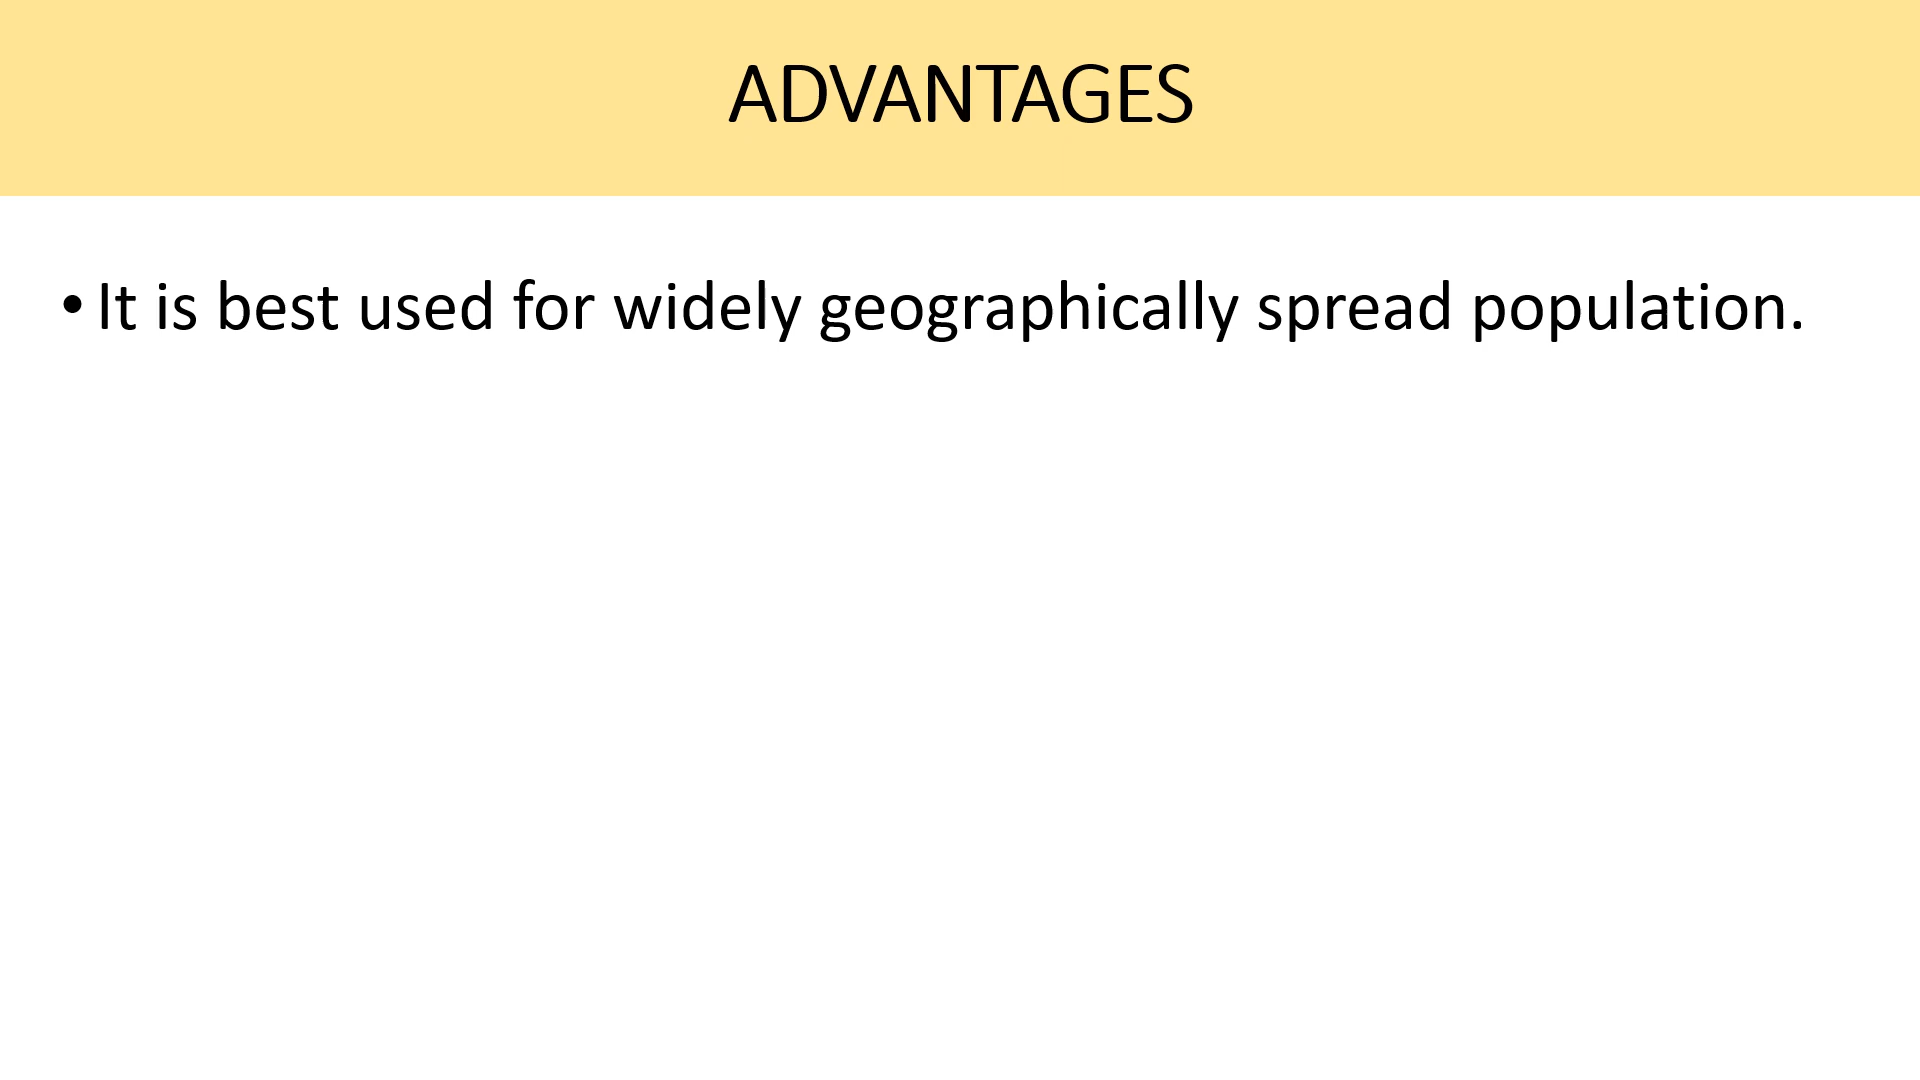 ADVANTAGES
• It is best used for widely geographically spread population.